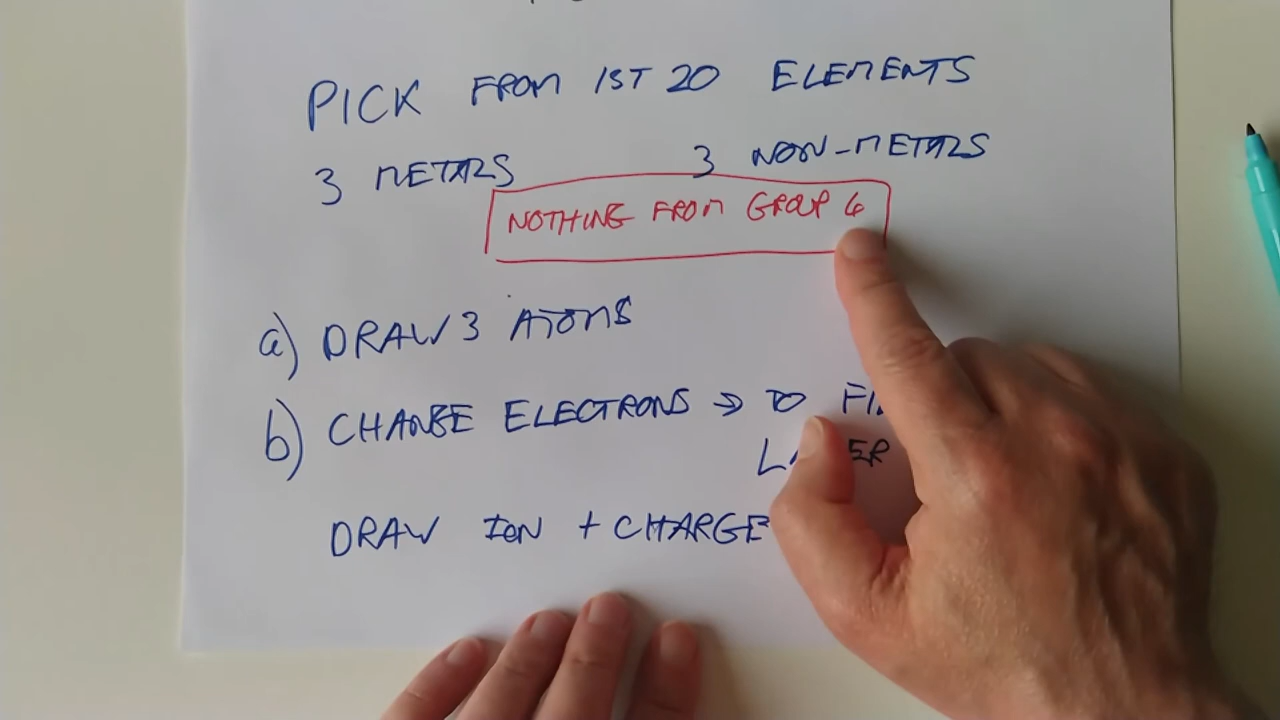 PICK FROM 1ST 20 ELEMENTS
3 METALS 3 NON-METALS
NOTHING FROM GROUP 4
a) DRAW 3 ATOMS
b) CHANGE ELECTRONS → TO
DRAW ION + CHARGE